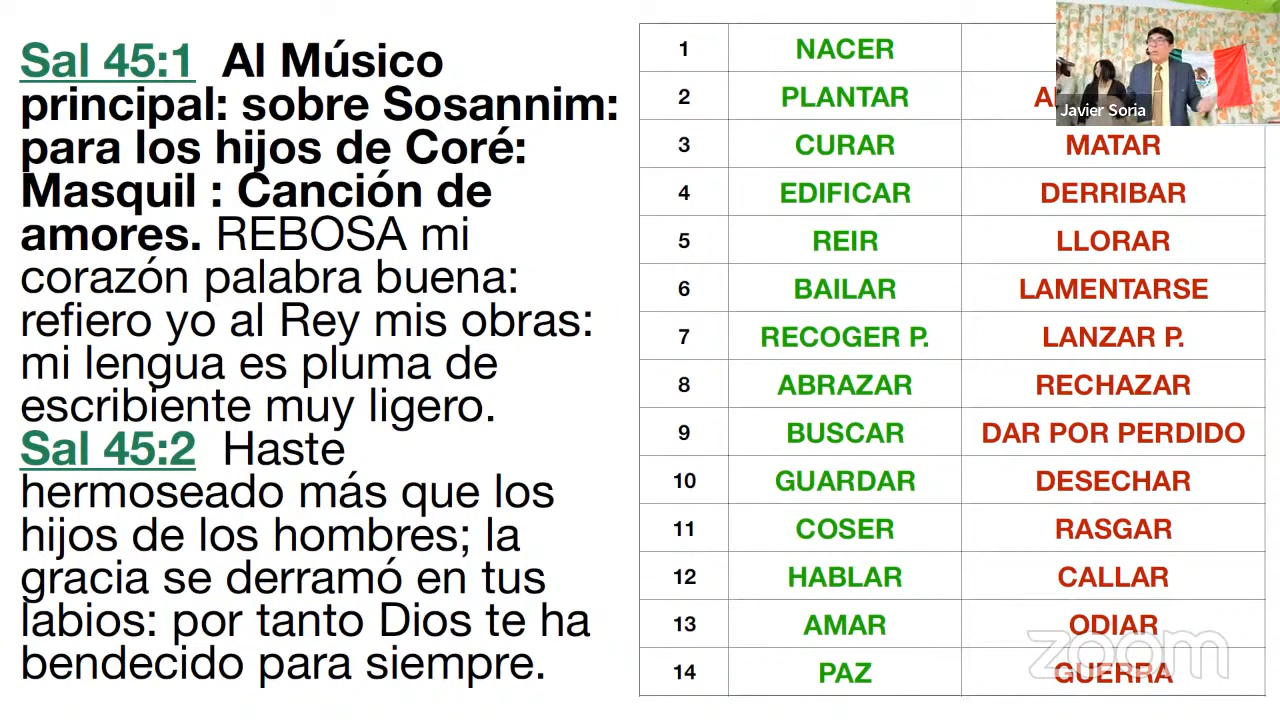 Sal 45:1 Al Músico
principal: sobre Sosannim:
para los hijos de Coré:
Masquil : Canción de
amores. REBOSA mi
corazón palabra buena:
refiero yo al Rey mis obras:
mi lengua es pluma de
escribiente muy ligero.
Sal 45:2 Haste
hermoseado más que los
hijos de los hombres; la
gracia se derramó en tus
labios: por tanto Dios te ha
bendecido para siempre.
1 NACER
2 PLANTAR
3 CURAR MATAR
4 EDIFICAR DERRIBAR
5 REIR LLORAR
6 BAILAR LAMENTARSE
7 RECOGER P. LANZAR P.
8 ABRAZAR RECHAZAR
9 BUSCAR DAR POR PERDIDO
10 GUARDAR DESECHAR
11 COSER RASGAR
12 HABLAR CALLAR
13 AMAR ODIAR
14 PAZ GUERRA
Javier Soria
zoom